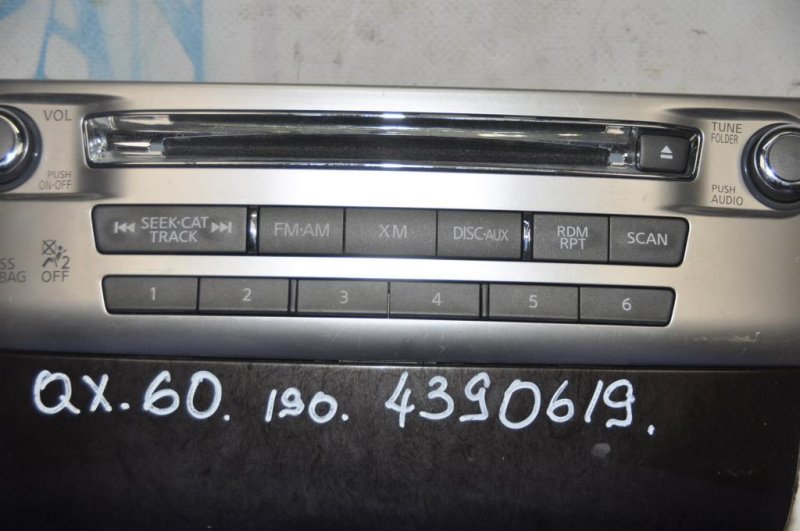 VOL
TUNE
FOLDER
PUSH
ON·OFF
PUSH
AUDIO
SEEK·CAT
TRACK
FM·AM
XM
DISC·AUX
RDM
RPT
SCAN
SS
BAG
2
OFF
1 2 3 4 5 6
QX.60. 190. 4390619.